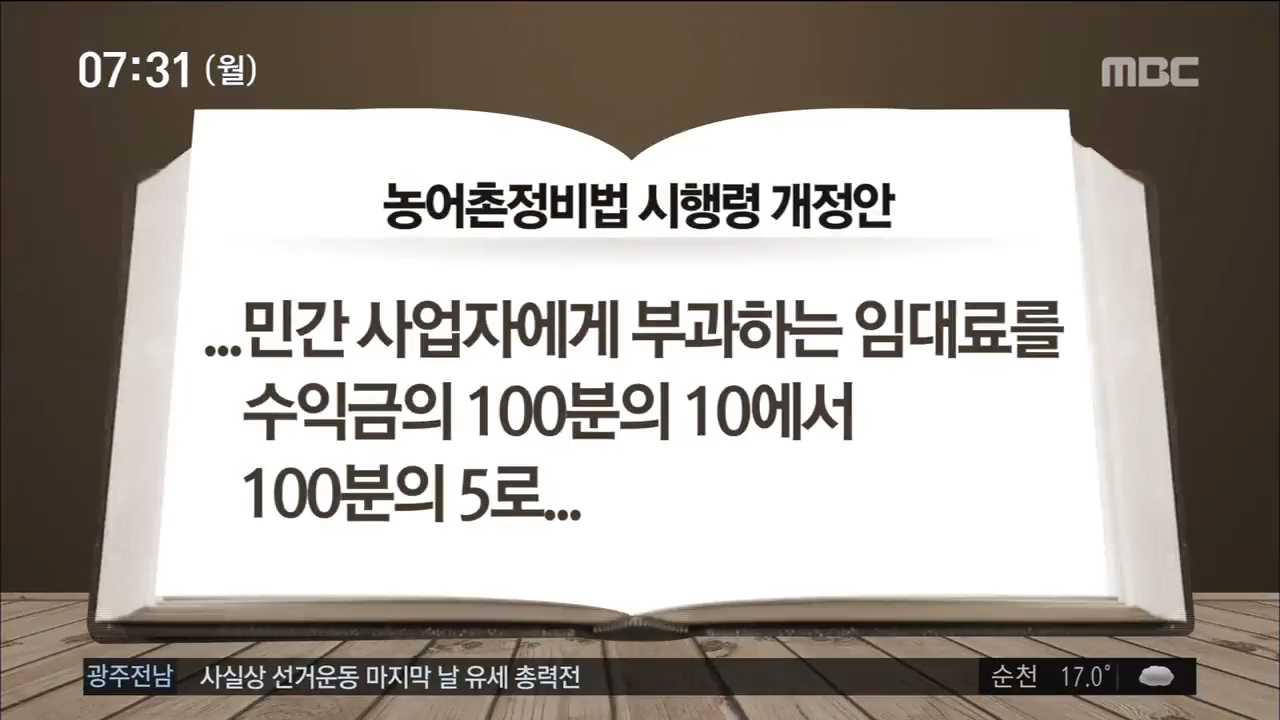 07:31 (월)
MBC
농어촌정비법 시행령 개정안
...민간 사업자에게 부과하는 임대료를
수익금의 100분의 10에서
100분의 5로...
광주전남 사실상 선거운동 마지막 날 유세 총력전
순천 17.0°